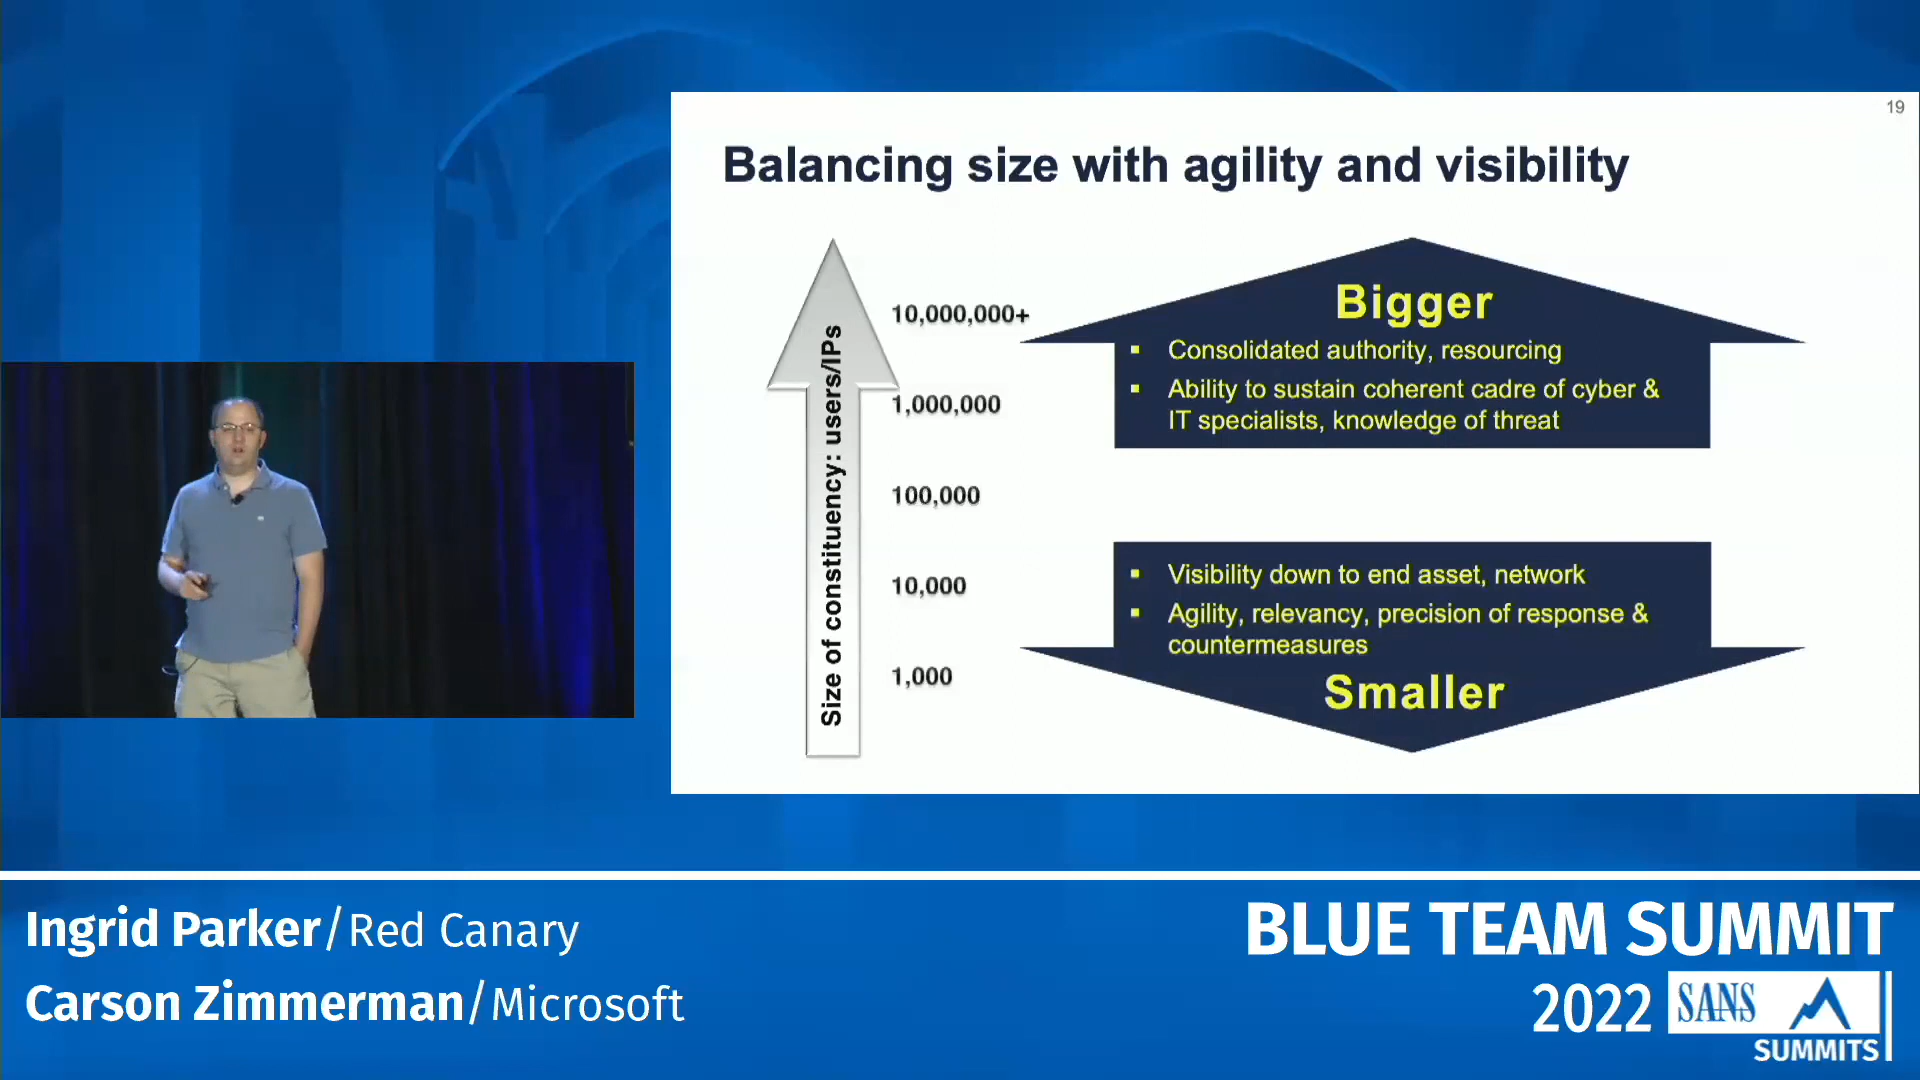 19
Balancing size with agility and visibility
Size of constituency: users/IPs
10,000,000+
1,000,000
100,000
10,000
1,000
Bigger
▪ Consolidated authority, resourcing
▪ Ability to sustain coherent cadre of cyber &
IT specialists, knowledge of threat
▪ Visibility down to end asset, network
▪ Agility, relevancy, precision of response &
countermeasures
Smaller
Ingrid Parker/Red Canary
Carson Zimmerman/Microsoft
BLUE TEAM SUMMIT
2022 SANS
SUMMITS